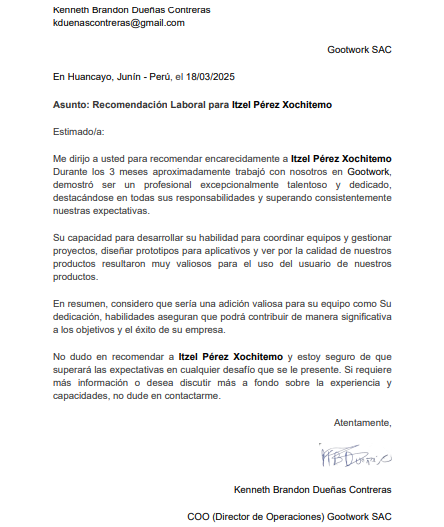 Kenneth Brandon Dueñas Contreras
kduenascontreras@gmail.com
Gootwork SAC
En Huancayo, Junín - Perú, el 18/03/2025
Asunto: Recomendación Laboral para Itzel Pérez Xochitemo
Estimado/a:
Me dirijo a usted para recomendar encarecidamente a Itzel Pérez Xochitemo
Durante los 3 meses aproximadamente trabajó con nosotros en Gootwork,
demostró ser un profesional excepcionalmente talentoso y dedicado,
destacándose en todas sus responsabilidades y superando consistentemente
nuestras expectativas.
Su capacidad para desarrollar su habilidad para coordinar equipos y gestionar
proyectos, diseñar prototipos para aplicativos y ver por la calidad de nuestros
productos resultaron muy valiosos para el uso del usuario de nuestros
productos.
En resumen, considero que sería una adición valiosa para su equipo como Su
dedicación, habilidades aseguran que podrá contribuir de manera significativa
a los objetivos y el éxito de su empresa.
No dudo en recomendar a Itzel Pérez Xochitemo y estoy seguro de que
superará las expectativas en cualquier desafío que se le presente. Si requiere
más información o desea discutir más a fondo sobre la experiencia y
capacidades, no dude en contactarme.
Atentamente,
Kenneth Brandon Dueñas Contreras
COO (Director de Operaciones) Gootwork SAC